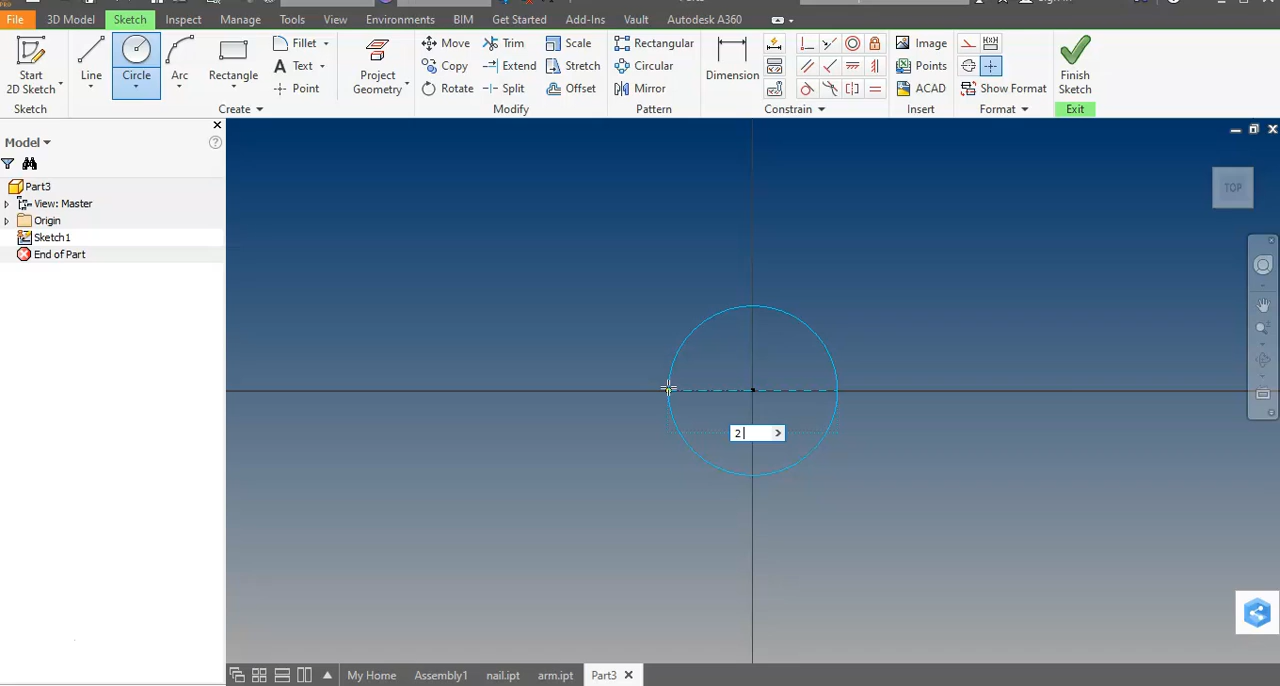 File 3D Model Sketch Inspect Manage Tools View Environments BIM Get Started Add-Ins Vault Autodesk A360
Start 2D Sketch Line Circle Arc Rectangle Fillet Text Point Project Geometry Move Copy Rotate Trim Extend Split Scale Stretch Offset Rectangular Circular Mirror Dimension Image Points ACAD Show Format Finish Sketch
Sketch Create Modify Pattern Constrain Insert Format Exit
Model
Part3
View: Master
Origin
Sketch1
End of Part
TOP
2
My Home Assembly1 nail.ipt arm.ipt Part3